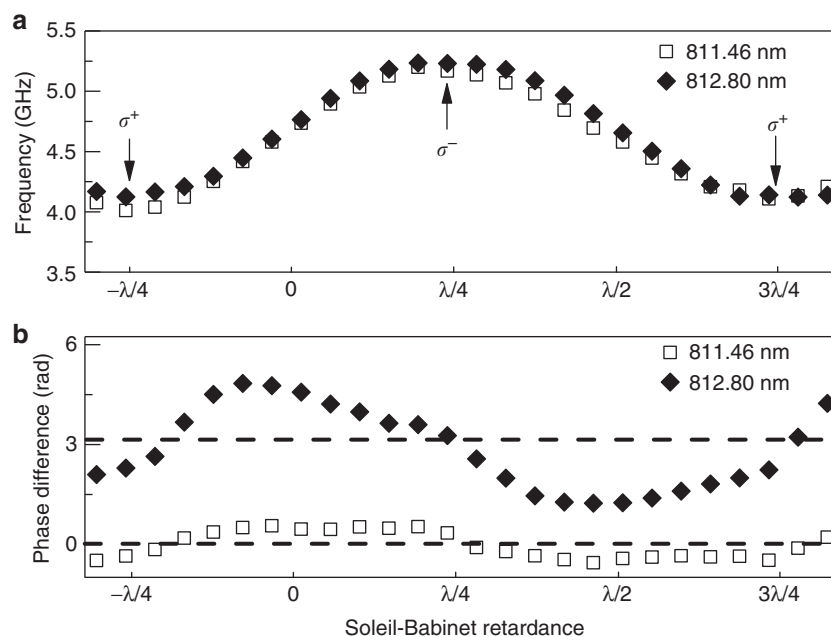 a
5.5
5.0
4.5
4.0
3.5
Frequency (GHz)
811.46 nm
812.80 nm
σ+
σ−
σ+
−λ/4
0
λ/4
λ/2
3λ/4
b
6
3
0
Phase difference (rad)
811.46 nm
812.80 nm
−λ/4
0
λ/4
λ/2
3λ/4
Soleil-Babinet retardance